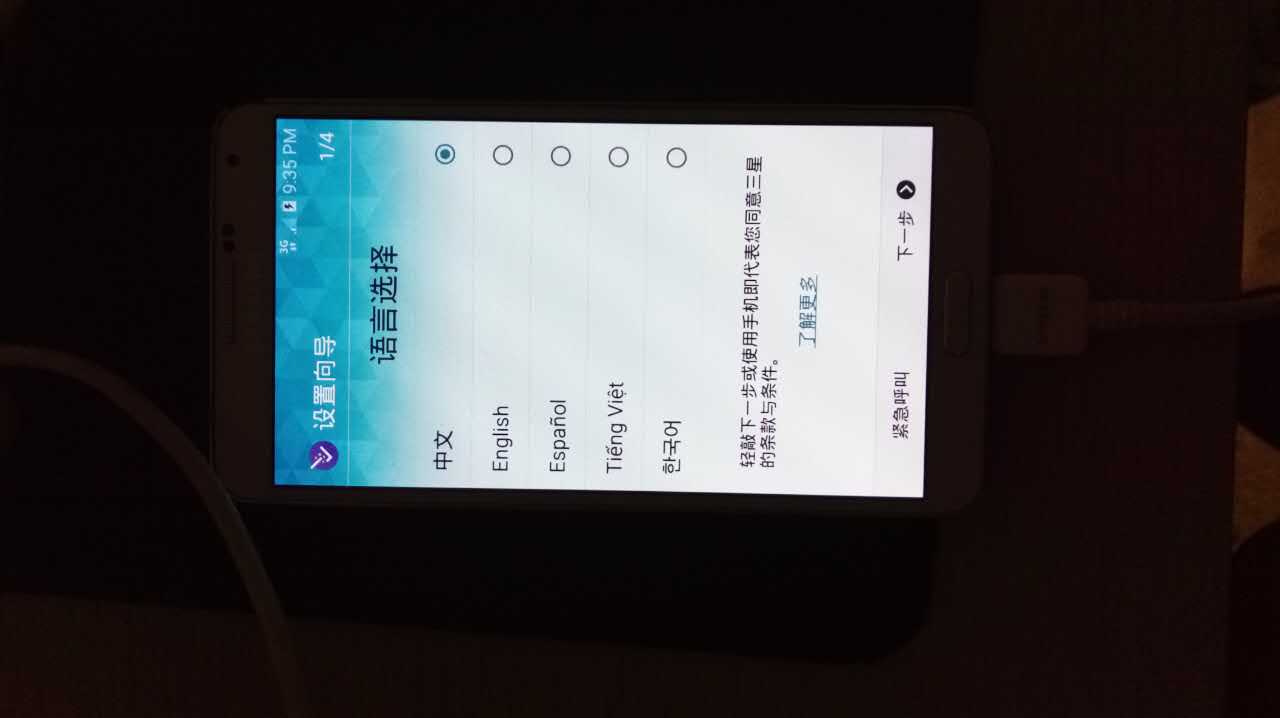 3G 9:35 PM
设置向导 1/4
语言选择
中文
English
Español
Tiếng Việt
한국어
轻敲下一步或使用手机即代表您同意三星
的条款与条件。
了解更多
紧急呼叫 下一步